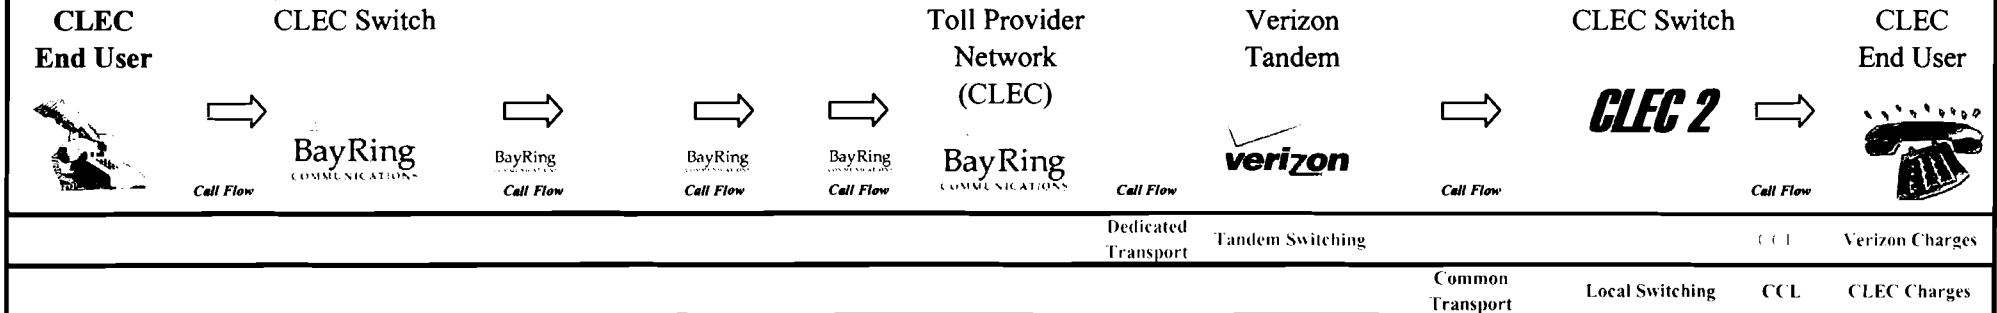 CLEC
End User
CLEC Switch
Toll Provider
Network
(CLEC)
Verizon
Tandem
CLEC Switch
CLEC
End User
BayRing
COMMUNICATIONS
BayRing
BayRing
BayRing
BayRing
COMMUNICATIONS
verizon
CLEC 2
Call Flow
Call Flow
Call Flow
Call Flow
Call Flow
Call Flow
Call Flow
Dedicated
Transport
Tandem Switching
CCL
Verizon Charges
Common
Transport
Local Switching
CCL
CLEC Charges